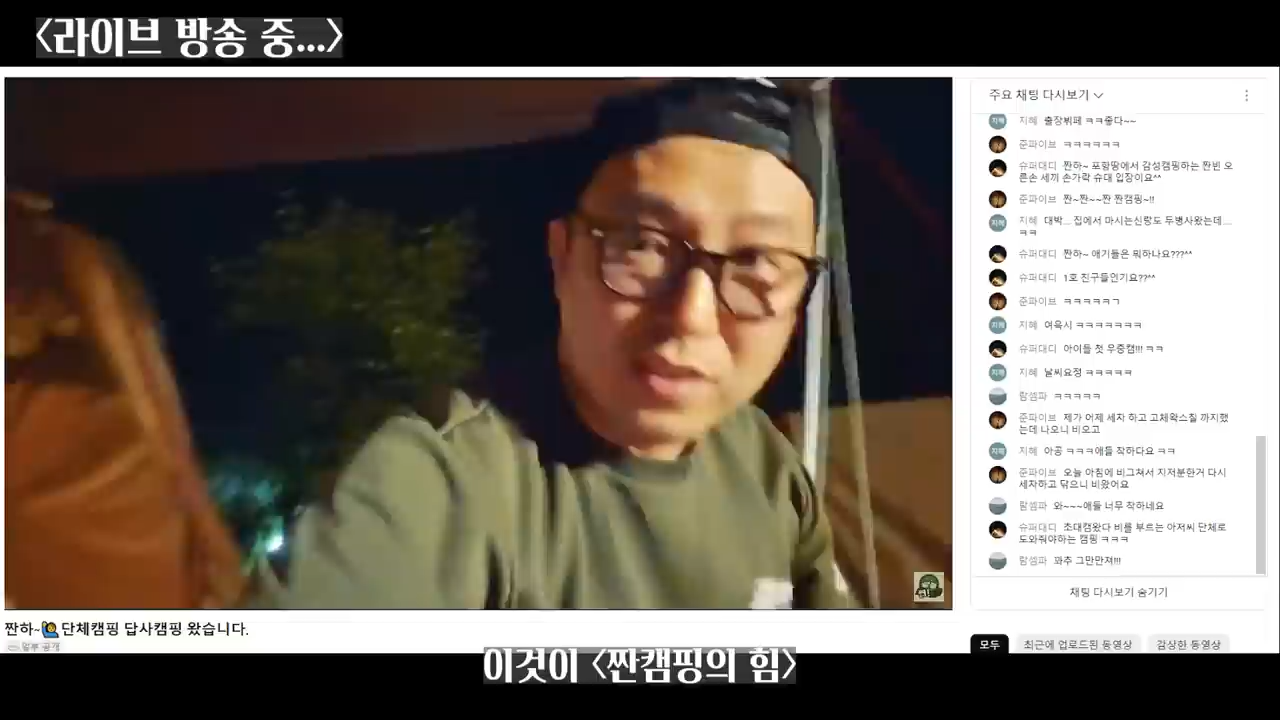 <라이브 방송 중...>
주요 채팅 다시보기
지혜 출장뷔페 ㅋㅋ좋다~~
준파이브 ㅋㅋㅋㅋㅋㅋ
슈퍼대디 짠하~ 포항땅에서 감성캠핑하는 짠빈 오
른손 세끼 손가락 슈대 입장이요^^
준파이브 짠~짠~~짠 짠캠핑~!!
지혜 대박.... 집에서 마시는신랑도 두병사왔는데....
ㅋㅋ
슈퍼대디 짠하~ 애기들은 뭐하나요???^^
슈퍼대디 1호 친구들인기요??^^
준파이브 ㅋㅋㅋㅋㅋㄱ
지혜 여윽시 ㅋㅋㅋㅋㅋㅋㅋ
슈퍼대디 아이들 첫 우중캠!!! ㅋㅋ
지혜 날씨요정 ㅋㅋㅋㅋㅋ
람셈파 ㅋㅋㅋㅋㅋ
준파이브 제가 어제 세차 하고 고체왁스칠 까지했
는데 나오니 비오고
지혜 아공 ㅋㅋㅋ애들 착하다요 ㅋㅋ
준파이브 오늘 아침에 비그쳐서 지저분한거 다시
세차하고 닦으니 비왔어요
람셈파 와~~~애들 너무 착하네요
슈퍼대디 초대캠왔다 비를 부르는 아저씨 단체로
도와줘야하는 캠핑 ㅋㅋㅋ
람셈파 꽈추 그만만져!!!
채팅 다시보기 숨기기
짠하~🙋‍♂️단체캠핑 답사캠핑 왔습니다.
일부 공개
모두 최근에 업로드된 동영상 감상한 동영상
이것이 <짠캠핑의 힘>